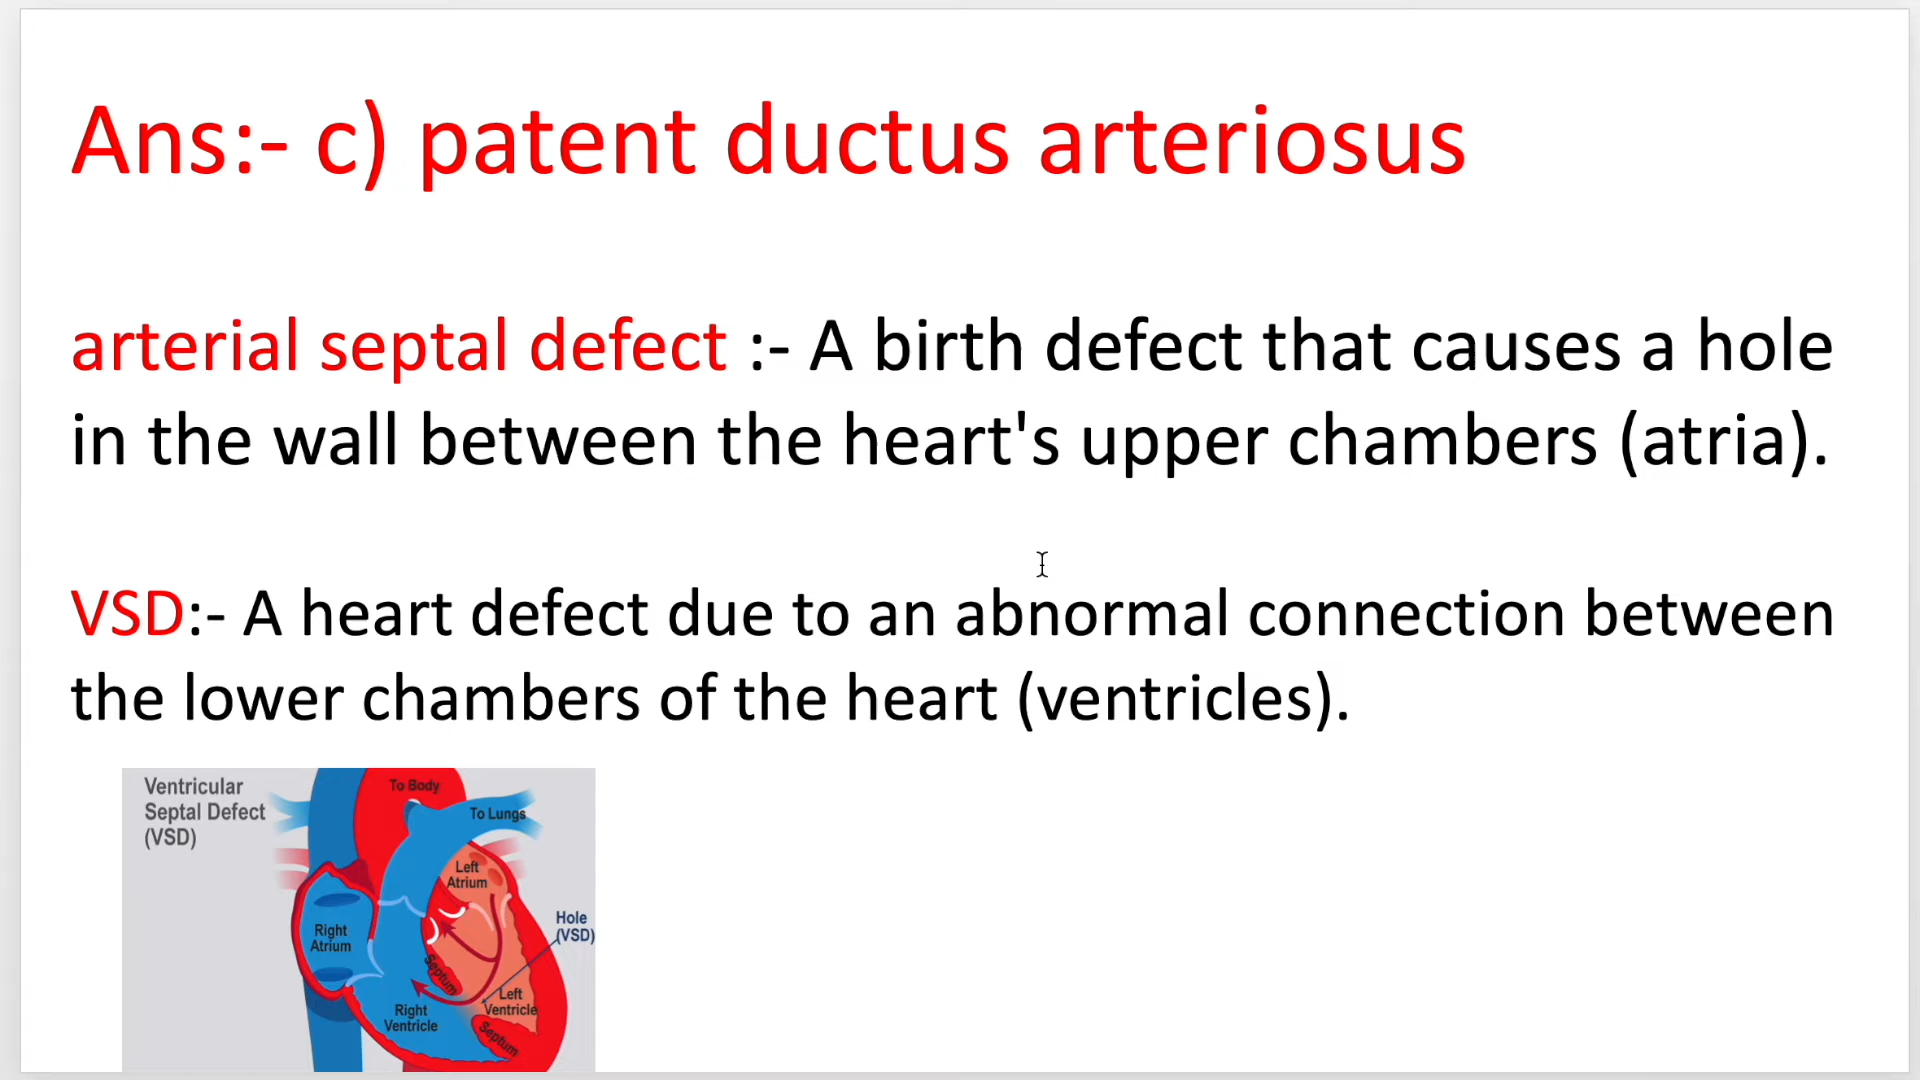 Ans:- c) patent ductus arteriosus
arterial septal defect :- A birth defect that causes a hole
in the wall between the heart's upper chambers (atria).
VSD:- A heart defect due to an abnormal connection between
the lower chambers of the heart (ventricles).
Ventricular
Septal Defect
(VSD)
To Body
To Lungs
Left
Atrium
Hole
(VSD)
Right
Atrium
Septum
Left
Ventricle
Right
Ventricle
Septum